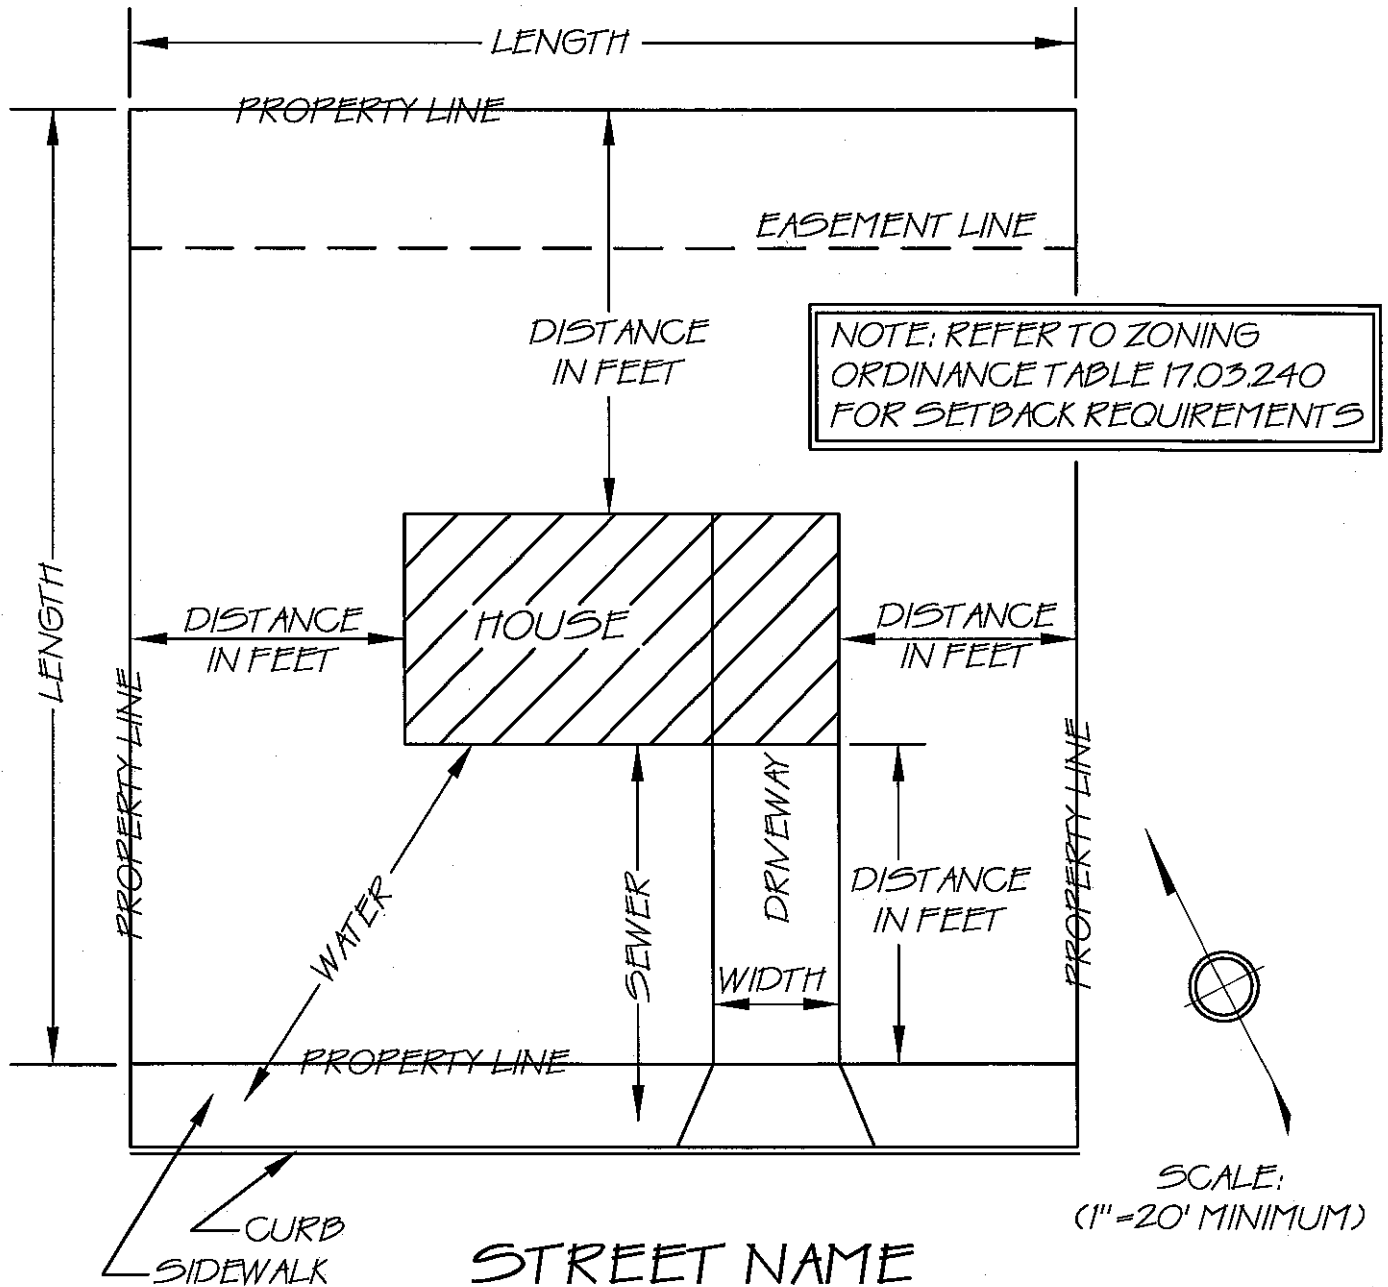 LENGTH
PROPERTY LINE
EASEMENT LINE
DISTANCE
IN FEET
NOTE: REFER TO ZONING
ORDINANCE TABLE 17.03.240
FOR SETBACK REQUIREMENTS
LENGTH
DISTANCE
IN FEET
HOUSE
DISTANCE
IN FEET
PROPERTY LINE
PROPERTY LINE
WATER
SEWER
DRIVEWAY
DISTANCE
IN FEET
WIDTH
PROPERTY LINE
CURB
SIDEWALK
STREET NAME
SCALE:
(1"=20' MINIMUM)